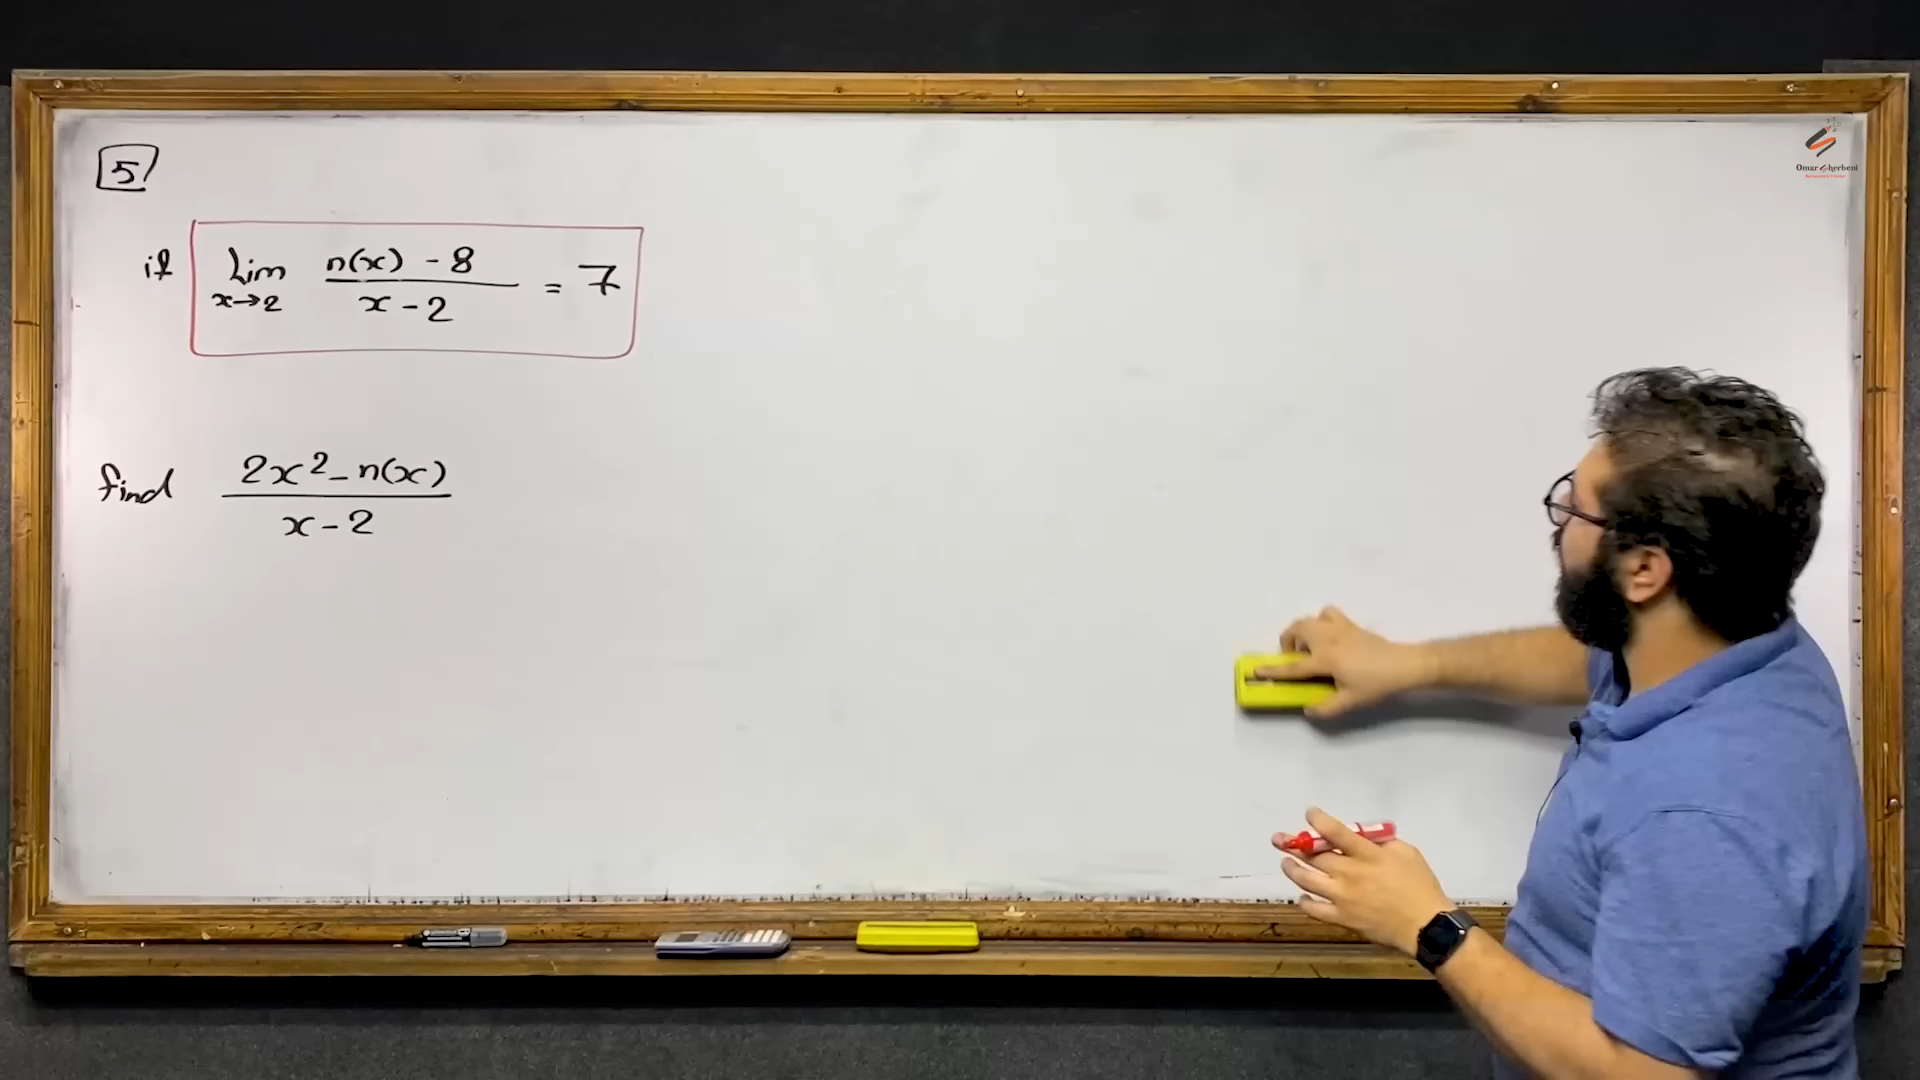 5
if lim n(x) - 8 = 7
x→2 x - 2
find 2x² - n(x)
x - 2
Omar Sherbeni